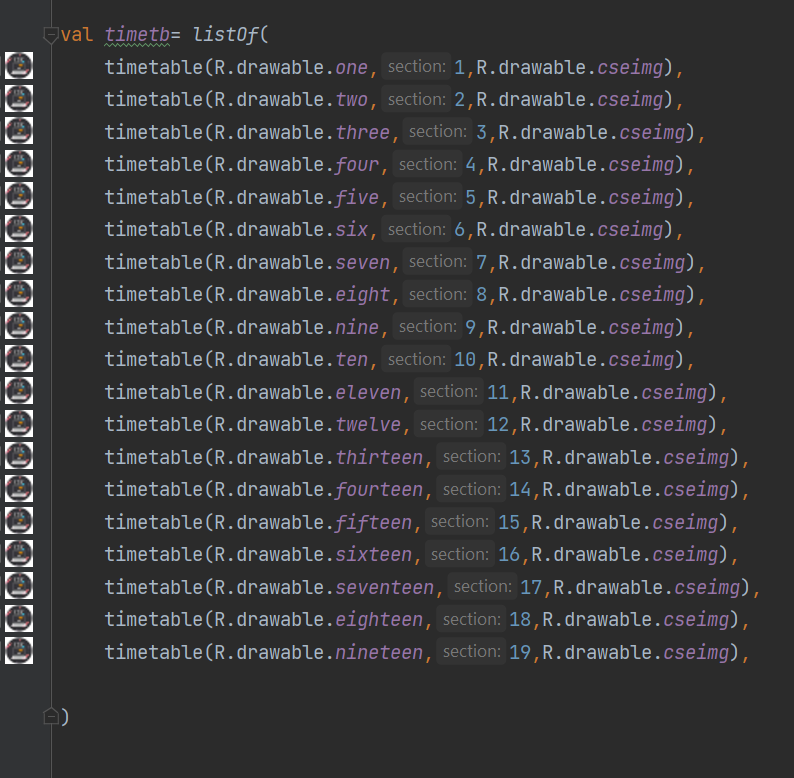 val timetb= listOf(
timetable(R.drawable.one, section: 1,R.drawable.cseimg),
timetable(R.drawable.two, section: 2,R.drawable.cseimg),
timetable(R.drawable.three, section: 3,R.drawable.cseimg),
timetable(R.drawable.four, section: 4,R.drawable.cseimg),
timetable(R.drawable.five, section: 5,R.drawable.cseimg),
timetable(R.drawable.six, section: 6,R.drawable.cseimg),
timetable(R.drawable.seven, section: 7,R.drawable.cseimg),
timetable(R.drawable.eight, section: 8,R.drawable.cseimg),
timetable(R.drawable.nine, section: 9,R.drawable.cseimg),
timetable(R.drawable.ten, section: 10,R.drawable.cseimg),
timetable(R.drawable.eleven, section: 11,R.drawable.cseimg),
timetable(R.drawable.twelve, section: 12,R.drawable.cseimg),
timetable(R.drawable.thirteen, section: 13,R.drawable.cseimg),
timetable(R.drawable.fourteen, section: 14,R.drawable.cseimg),
timetable(R.drawable.fifteen, section: 15,R.drawable.cseimg),
timetable(R.drawable.sixteen, section: 16,R.drawable.cseimg),
timetable(R.drawable.seventeen, section: 17,R.drawable.cseimg),
timetable(R.drawable.eighteen, section: 18,R.drawable.cseimg),
timetable(R.drawable.nineteen, section: 19,R.drawable.cseimg),
)